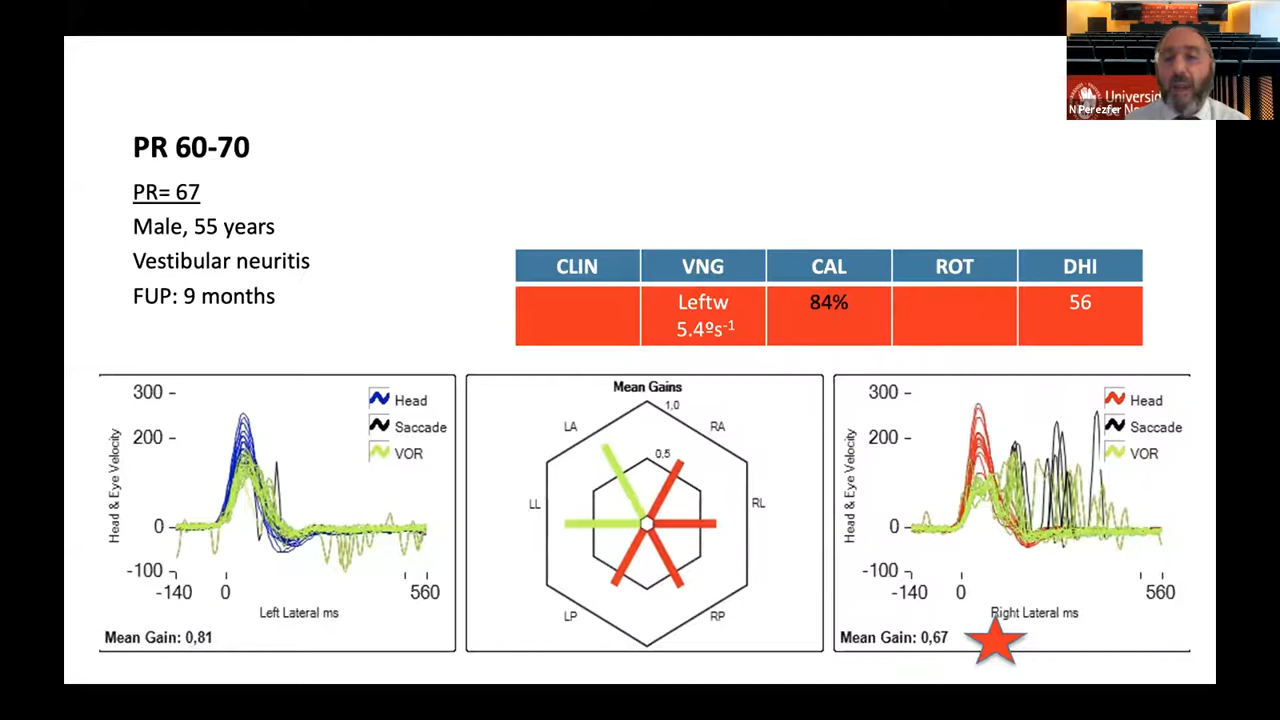 Universid
N Perezfer
PR 60-70
PR= 67
Male, 55 years
Vestibular neuritis
FUP: 9 months
CLIN VNG CAL ROT DHI
Leftw 84% 56
5.4ºs-1
300
200
0
-100
-140 0 560
Head & Eye Velocity
Head
Saccade
VOR
Left Lateral ms
Mean Gain: 0,81
Mean Gains
1,0
LA RA
0.5
LL RL
LP RP
300
200
0
-100
-140 0 560
Head & Eye Velocity
Head
Saccade
VOR
Right Lateral ms
Mean Gain: 0,67